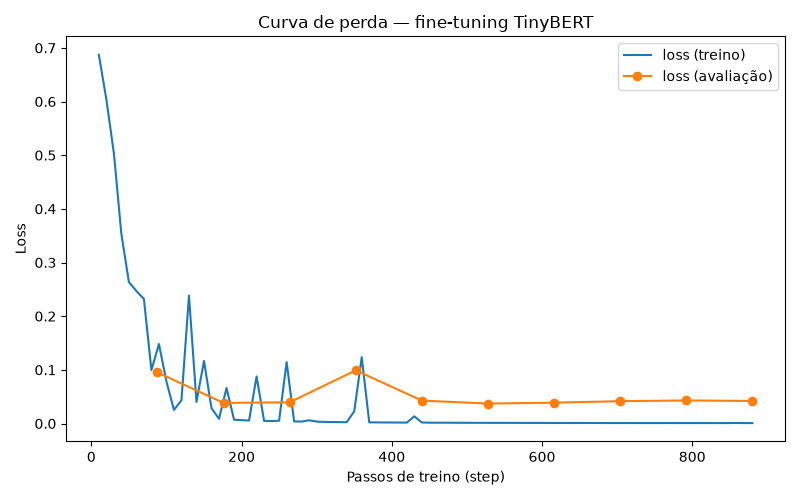 Curva de perda — fine-tuning TinyBERT
loss (treino)
loss (avaliação)
Loss
0.7
0.6
0.5
0.4
0.3
0.2
0.1
0.0
0 200 400 600 800
Passos de treino (step)